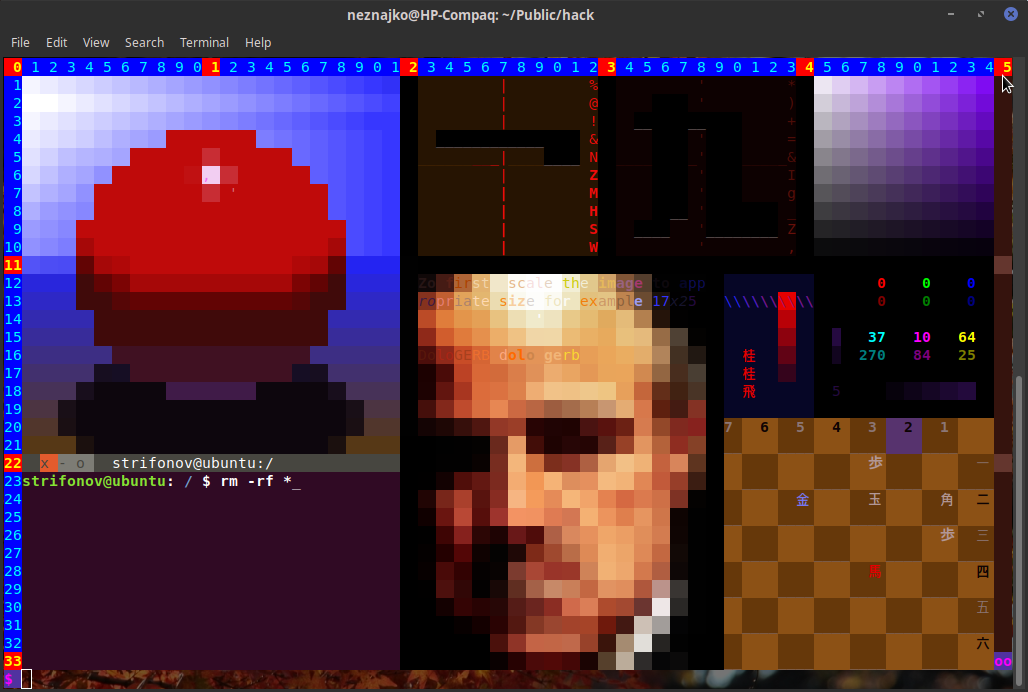 neznajko@HP-Compaq: ~/Public/hack
File Edit View Search Terminal Help
0 1 2 3 4 5 6 7 8 9 0 1 2 3 4 5 6 7 8 9 0 1 2 3 4 5 6 7 8 9 0 1 2 3 4 5 6 7 8 9 0 1 2 3 4 5 6 7 8 9 0 1 2 3 4 5
1 %
2 @ )
3 ! +
4 & =
5 N &
6 Z I
7 M g
8 H
9 S Z
10 W ,
11
12 first scale the image to app
13 ropriate size for example 17x25 \\\\\\\\\\
0 0 0
0 0 0
14
15 37 10 64
16 dolo gerb 桂 270 84 25
17 桂
18 飛 5
19
20 7 6 5 4 3 2 1
21
22 x - o strifonov@ubuntu:/
歩 一
23 strifonov@ubuntu: / $ rm -rf *_
24 金 玉 角 二
25
26 歩 三
27
28 四
29
30 五
31
32 六
33 oo
$